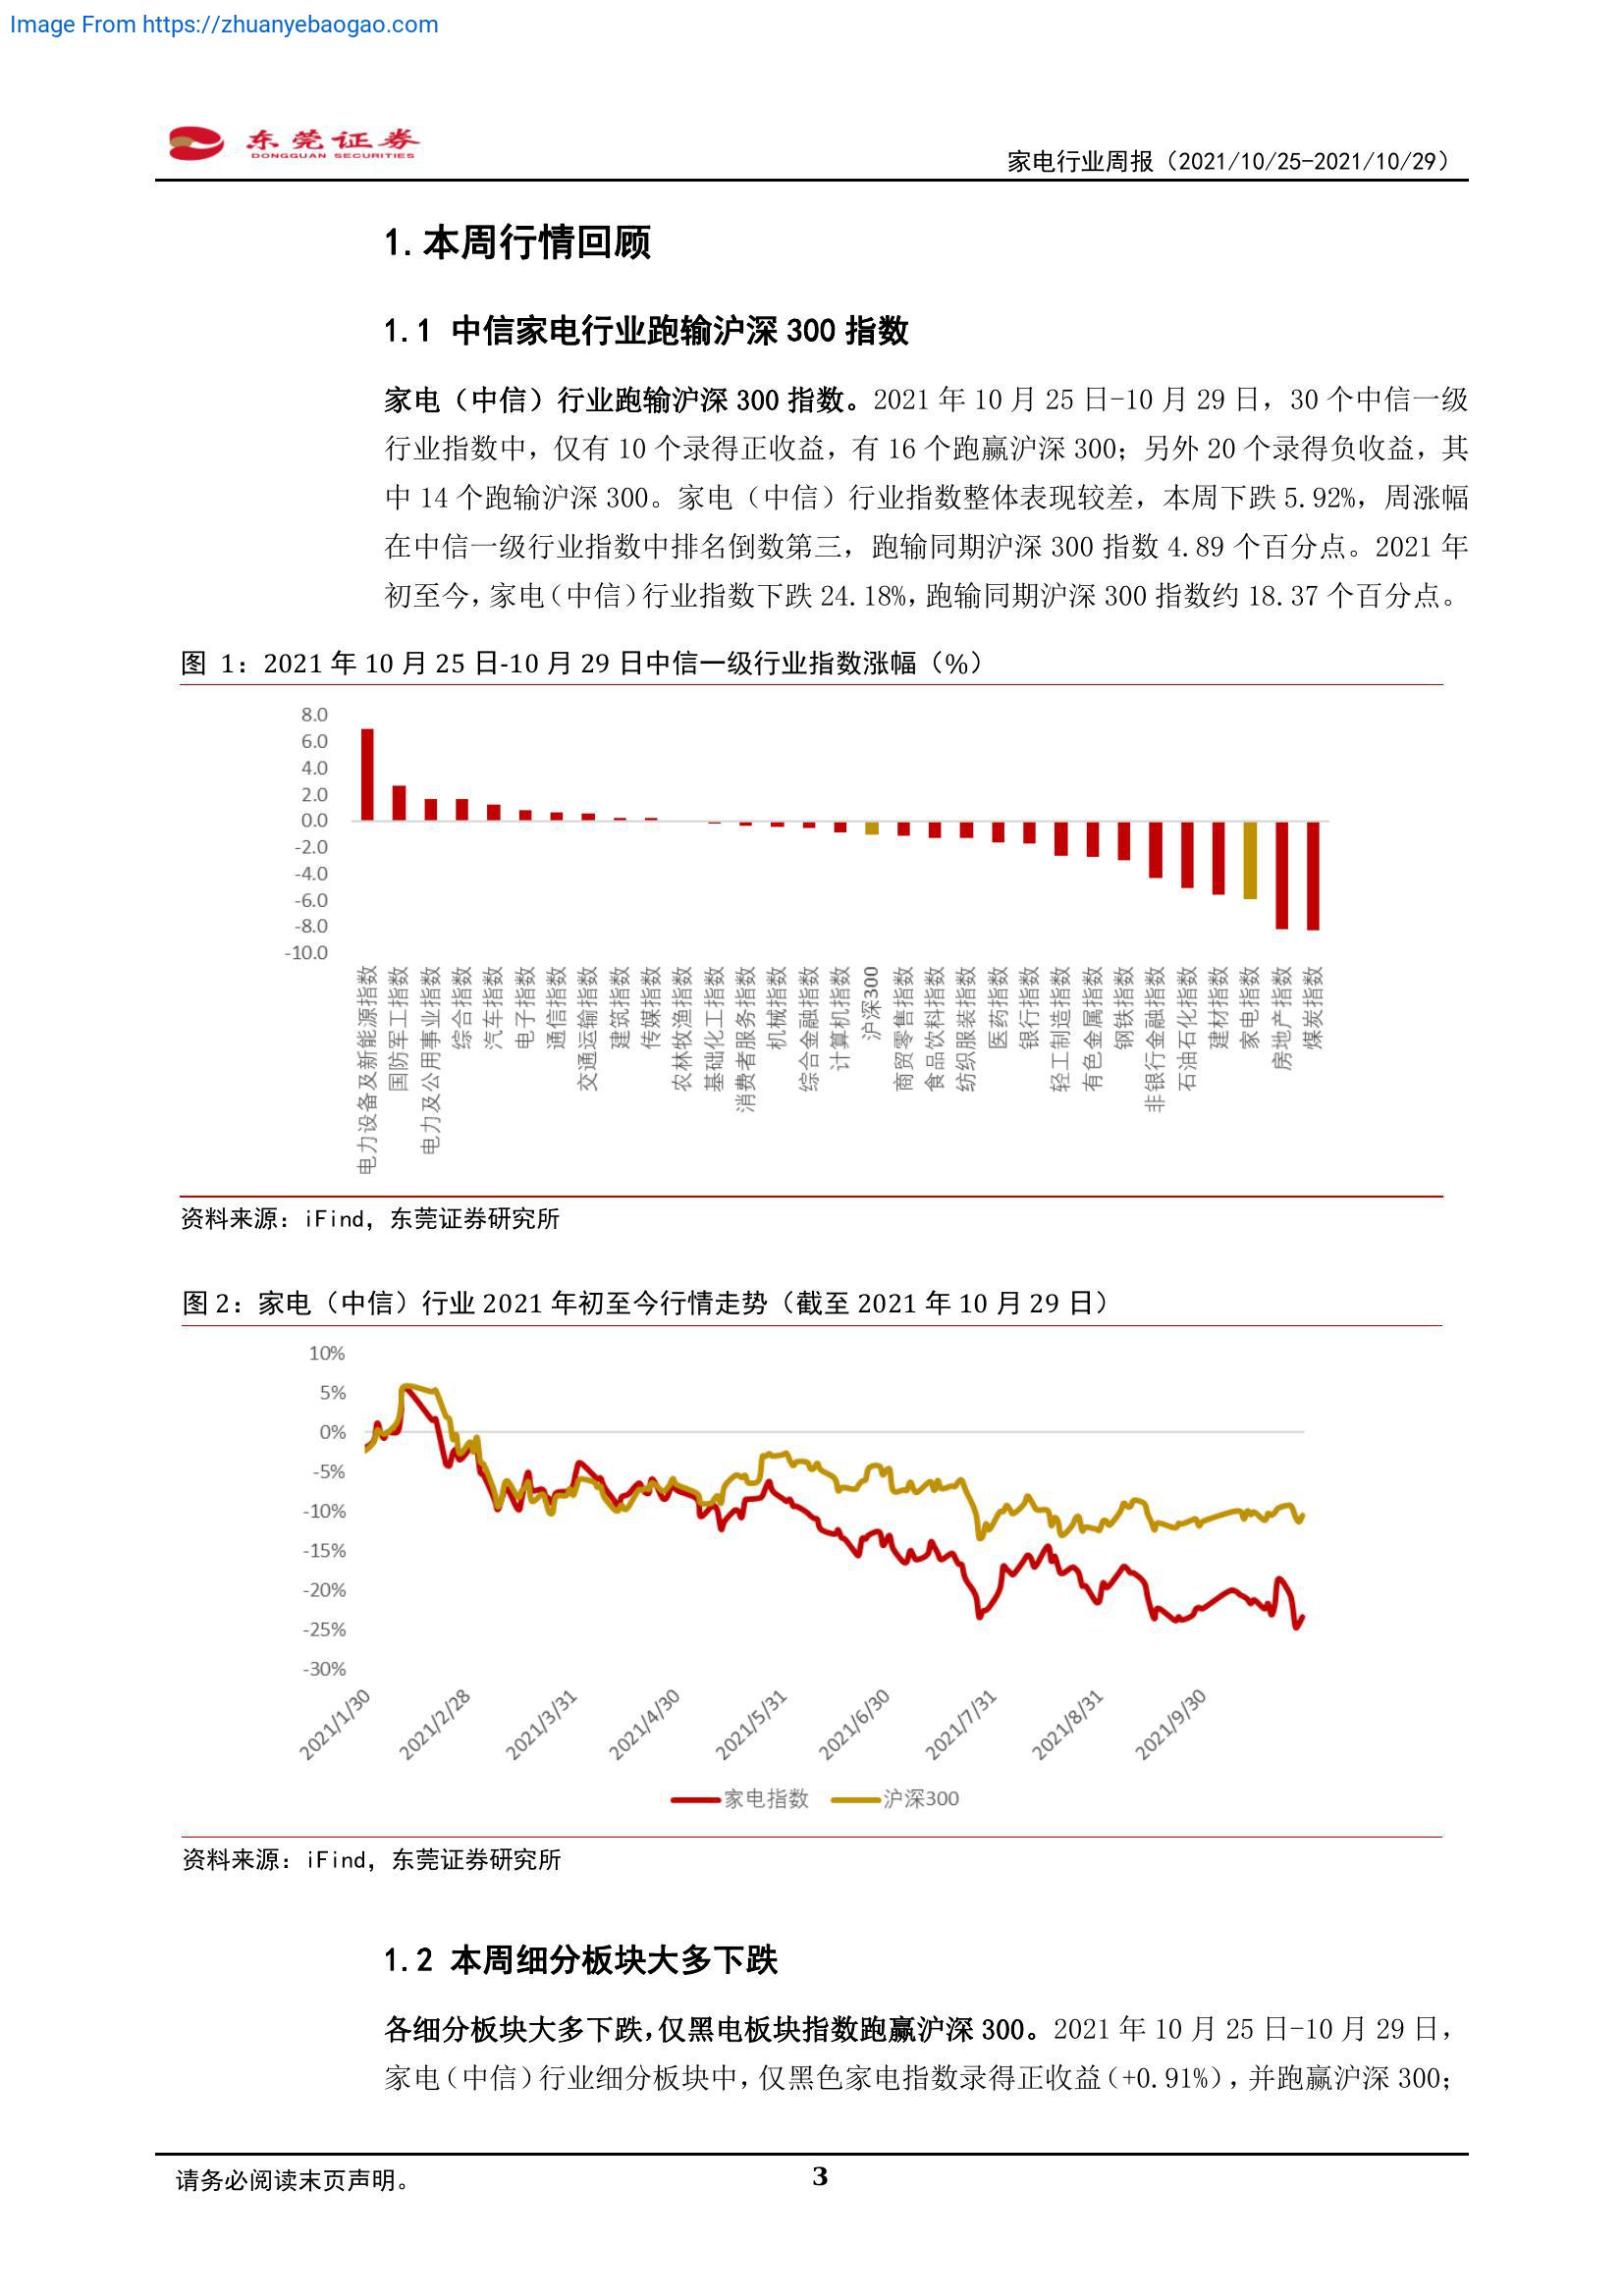 Image From https://zhuanyebaogao.com
东莞证券
DONGGUAN SECURITIES
家电行业周报（2021/10/25-2021/10/29）
1.本周行情回顾
1.1 中信家电行业跑输沪深 300 指数
家电（中信）行业跑输沪深 300 指数。2021 年 10 月 25 日-10 月 29 日，30 个中信一级
行业指数中，仅有 10 个录得正收益，有 16 个跑赢沪深 300；另外 20 个录得负收益，其
中 14 个跑输沪深 300。家电（中信）行业指数整体表现较差，本周下跌 5.92%，周涨幅
在中信一级行业指数中排名倒数第三，跑输同期沪深 300 指数 4.89 个百分点。2021 年
初至今，家电（中信）行业指数下跌 24.18%，跑输同期沪深 300 指数约 18.37 个百分点。
图 1：2021 年 10 月 25 日-10 月 29 日中信一级行业指数涨幅（%）
8.0
6.0
4.0
2.0
0.0
-2.0
-4.0
-6.0
-8.0
-10.0
电力设备及新能源指数
国防军工指数
电力及公用事业指数
综合指数
汽车指数
电子指数
通信指数
交通运输指数
建筑指数
传媒指数
农林牧渔指数
基础化工指数
消费者服务指数
机械指数
综合金融指数
计算机指数
沪深300
商贸零售指数
食品饮料指数
纺织服装指数
医药指数
银行指数
轻工制造指数
有色金属指数
钢铁指数
非银行金融指数
石油石化指数
建材指数
家电指数
房地产指数
煤炭指数
资料来源：iFind，东莞证券研究所
图 2：家电（中信）行业 2021 年初至今行情走势（截至 2021 年 10 月 29 日）
10%
5%
0%
-5%
-10%
-15%
-20%
-25%
-30%
2021/1/30
2021/2/28
2021/3/31
2021/4/30
2021/5/31
2021/6/30
2021/7/31
2021/8/31
2021/9/30
家电指数 沪深300
资料来源：iFind，东莞证券研究所
1.2 本周细分板块大多下跌
各细分板块大多下跌，仅黑电板块指数跑赢沪深 300。2021 年 10 月 25 日-10 月 29 日，
家电（中信）行业细分板块中，仅黑色家电指数录得正收益（+0.91%），并跑赢沪深 300；
请务必阅读末页声明。
3